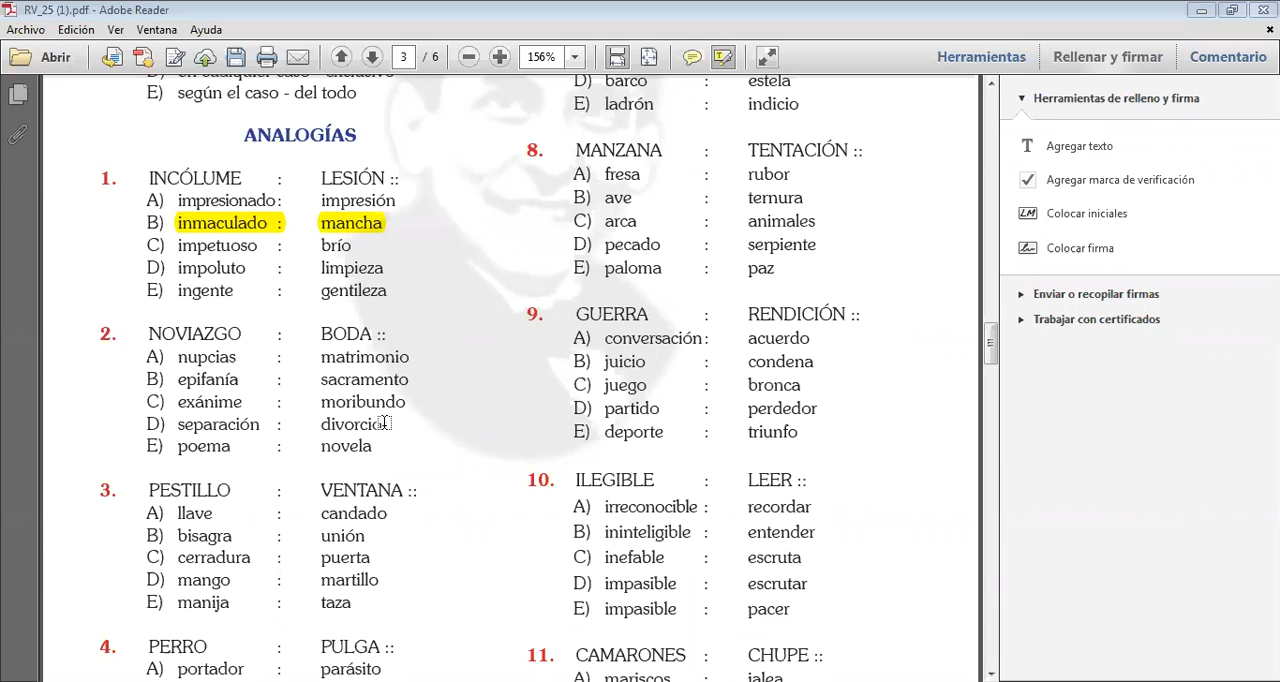 RV_25 (1).pdf - Adobe Reader
Archivo Edición Ver Ventana Ayuda
Abrir 3 / 6 156% Herramientas Rellenar y firmar Comentario
E) según el caso - del todo
ANALOGÍAS
1. INCÓLUME : LESIÓN ::
A) impresionado : impresión
B) inmaculado : mancha
C) impetuoso : brío
D) impoluto : limpieza
E) ingente : gentileza
2. NOVIAZGO : BODA ::
A) nupcias : matrimonio
B) epifanía : sacramento
C) exánime : moribundo
D) separación : divorcio
E) poema : novela
3. PESTILLO : VENTANA ::
A) llave : candado
B) bisagra : unión
C) cerradura : puerta
D) mango : martillo
E) manija : taza
4. PERRO : PULGA ::
A) portador : parásito
D) barco : estela
E) ladrón : indicio
8. MANZANA : TENTACIÓN ::
A) fresa : rubor
B) ave : ternura
C) arca : animales
D) pecado : serpiente
E) paloma : paz
9. GUERRA : RENDICIÓN ::
A) conversación : acuerdo
B) juicio : condena
C) juego : bronca
D) partido : perdedor
E) deporte : triunfo
10. ILEGIBLE : LEER ::
A) irreconocible : recordar
B) ininteligible : entender
C) inefable : escruta
D) impasible : escrutar
E) impasible : pacer
11. CAMARONES : CHUPE ::
A) mariscos : jalea
Herramientas de relleno y firma
Agregar texto
Agregar marca de verificación
Colocar iniciales
Colocar firma
Enviar o recopilar firmas
Trabajar con certificados